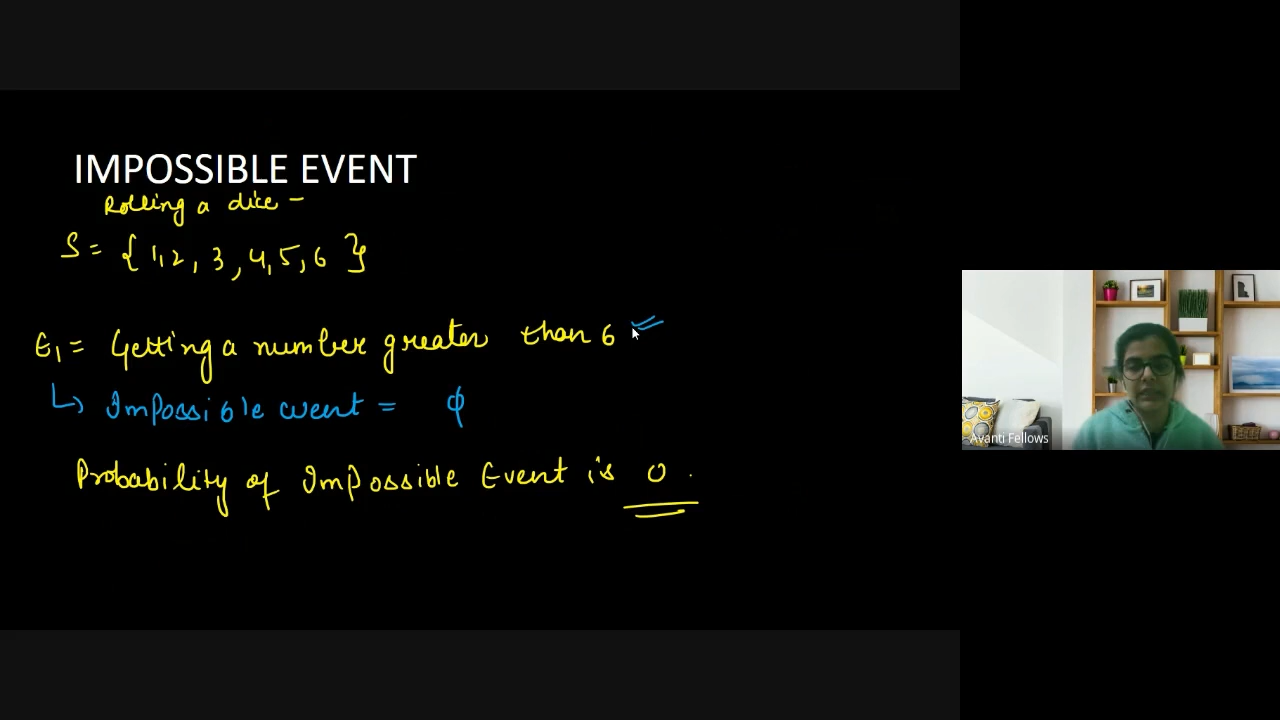 IMPOSSIBLE EVENT
Rolling a dice -
S = { 1,2, 3, 4, 5, 6 }
E1 = Getting a number greater than 6
↳ Impossible event = ϕ
Probability of Impossible Event is 0.
Avanti Fellows